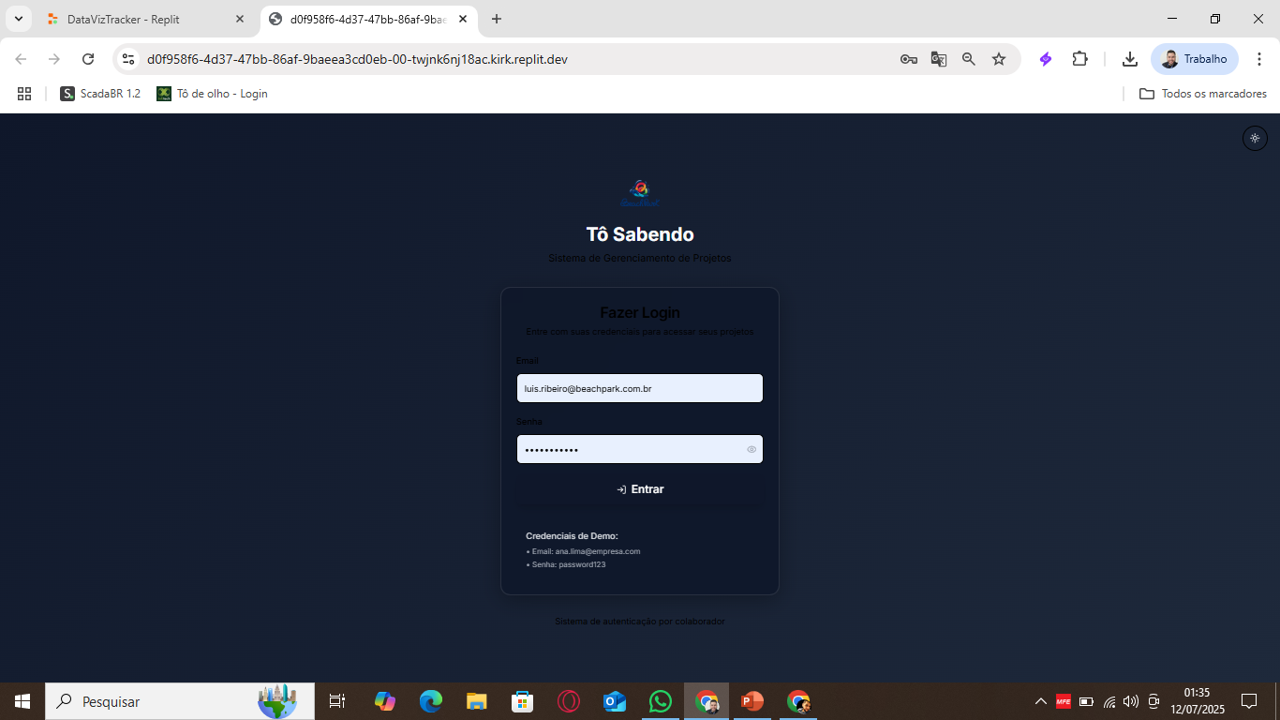 DataVizTracker - Replit
d0f958f6-4d37-47bb-86af-9bae
d0f958f6-4d37-47bb-86af-9baeea3cd0eb-00-twjnk6nj18ac.kirk.replit.dev
Trabalho
ScadaBR 1.2
Tô de olho - Login
Todos os marcadores
Tô Sabendo
Sistema de Gerenciamento de Projetos
Fazer Login
Entre com suas credenciais para acessar seus projetos
Email
luis.ribeiro@beachpark.com.br
Senha
•••••••••••
Entrar
Credenciais de Demo:
• Email: ana.lima@empresa.com
• Senha: password123
Sistema de autenticação por colaborador
Pesquisar
MPE
01:35
12/07/2025